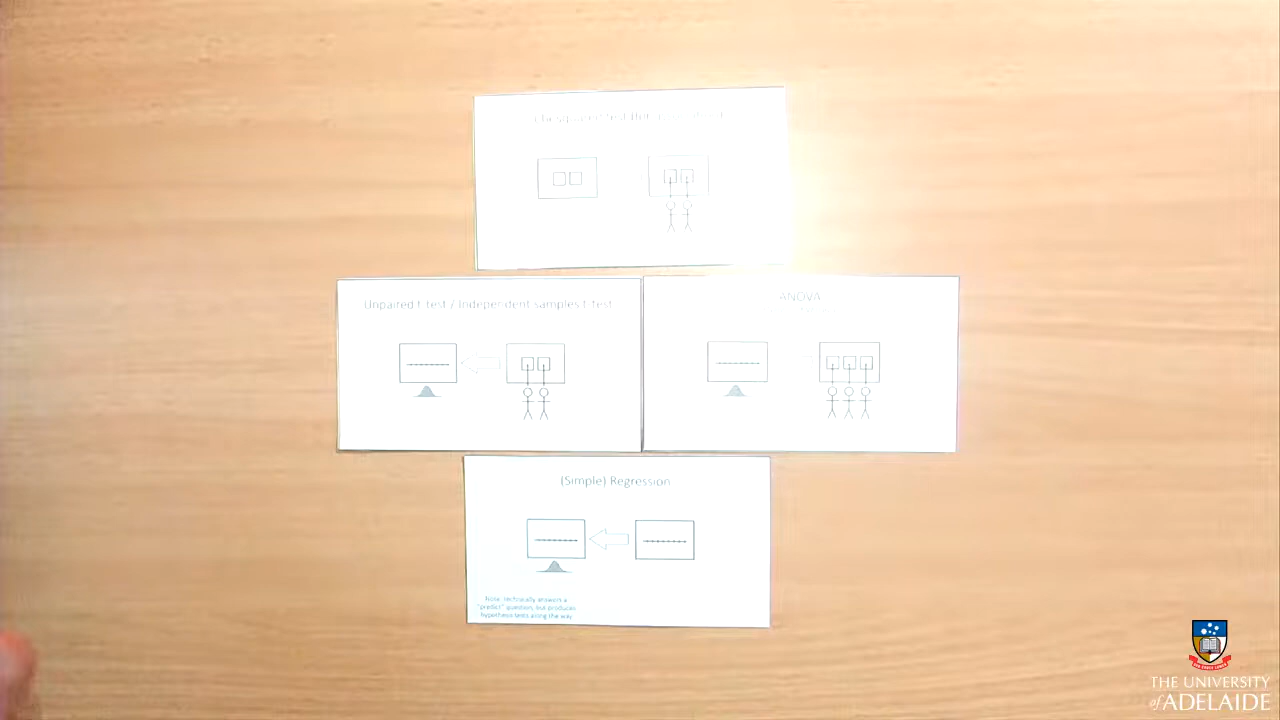 Unpaired t-test / Independent samples t-test
ANOVA
(Simple) Regression
Note: technically answers a
"predict" question, but produces
hypothesis tests along the way
THE UNIVERSITY
of ADELAIDE